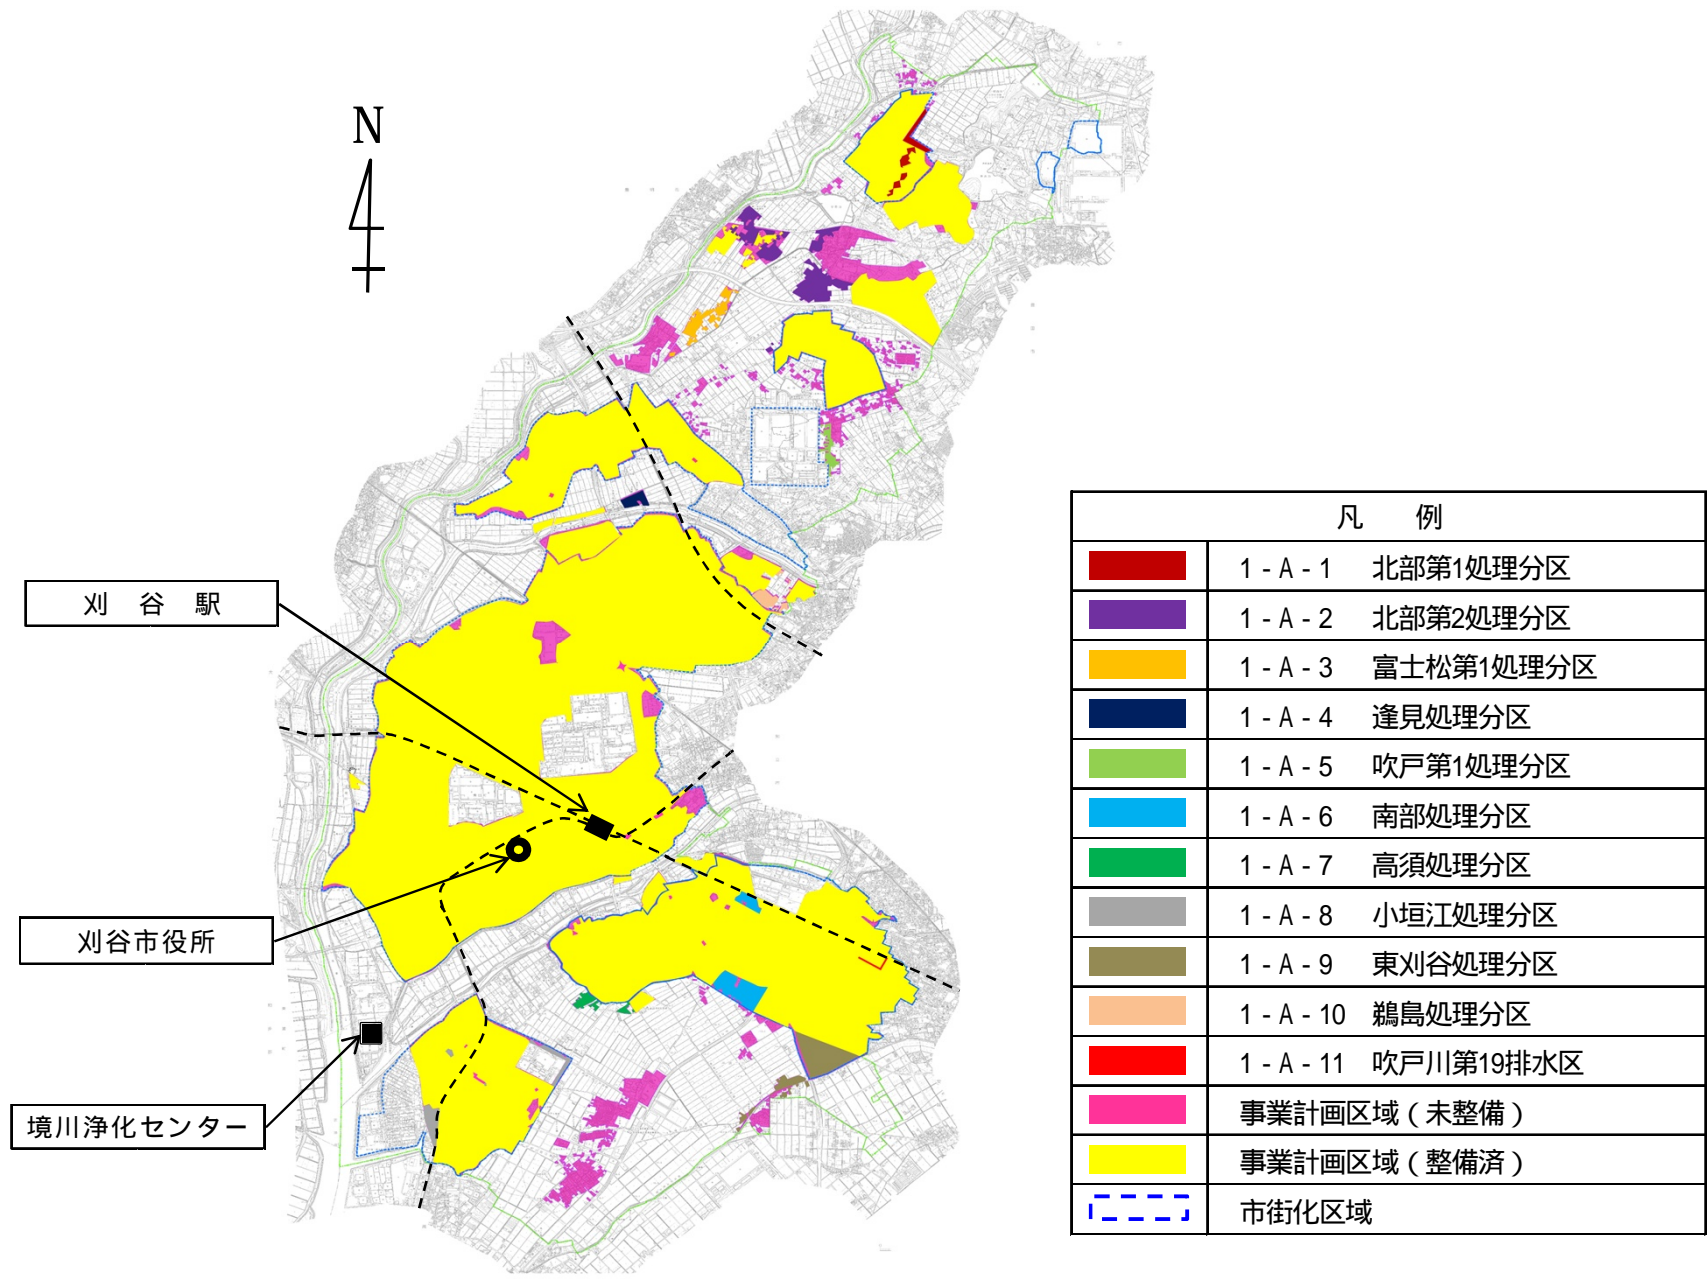 N
刈 谷 駅
刈谷市役所
境川浄化センター
凡 例
1 - A - 1 北部第1処理分区
1 - A - 2 北部第2処理分区
1 - A - 3 富士松第1処理分区
1 - A - 4 逢見処理分区
1 - A - 5 吹戸第1処理分区
1 - A - 6 南部処理分区
1 - A - 7 高須処理分区
1 - A - 8 小垣江処理分区
1 - A - 9 東刈谷処理分区
1 - A - 10 鵜島処理分区
1 - A - 11 吹戸川第19排水区
事業計画区域（未整備）
事業計画区域（整備済）
市街化区域